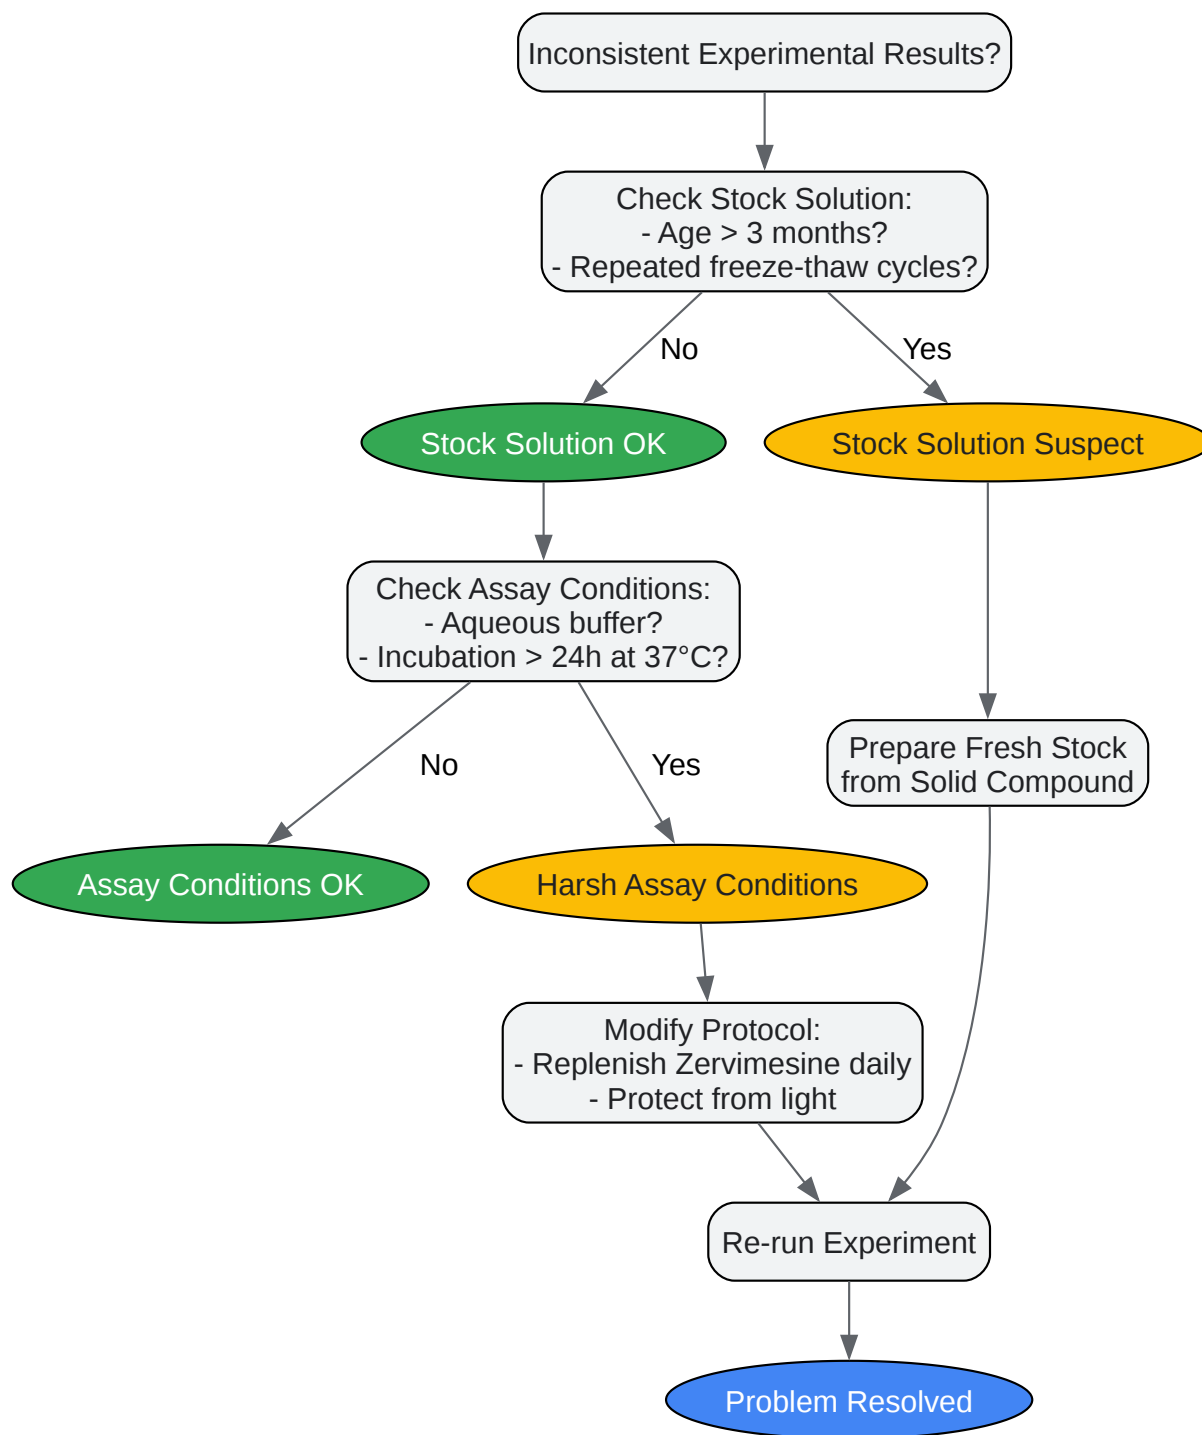 Inconsistent Experimental Results?
Check Stock Solution:
- Age > 3 months?
- Repeated freeze-thaw cycles?
No
Yes
Stock Solution OK
Stock Solution Suspect
Check Assay Conditions:
- Aqueous buffer?
- Incubation > 24h at 37°C?
Prepare Fresh Stock
from Solid Compound
No
Yes
Assay Conditions OK
Harsh Assay Conditions
Modify Protocol:
- Replenish Zervimesine daily
- Protect from light
Re-run Experiment
Problem Resolved